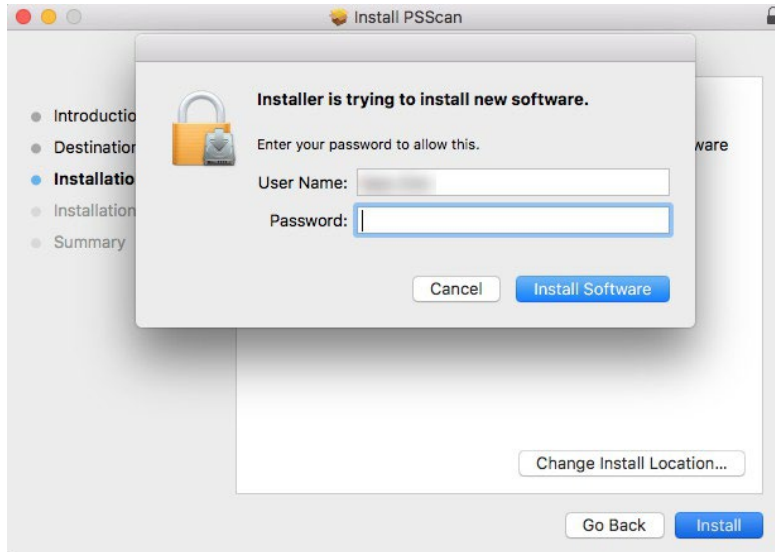 Install PSScan
Installer is trying to install new software.
Enter your password to allow this.
User Name:
Password:
Cancel
Install Software
Introductio
Destination
Installatio
Installation
Summary
ware
Change Install Location...
Go Back
Install